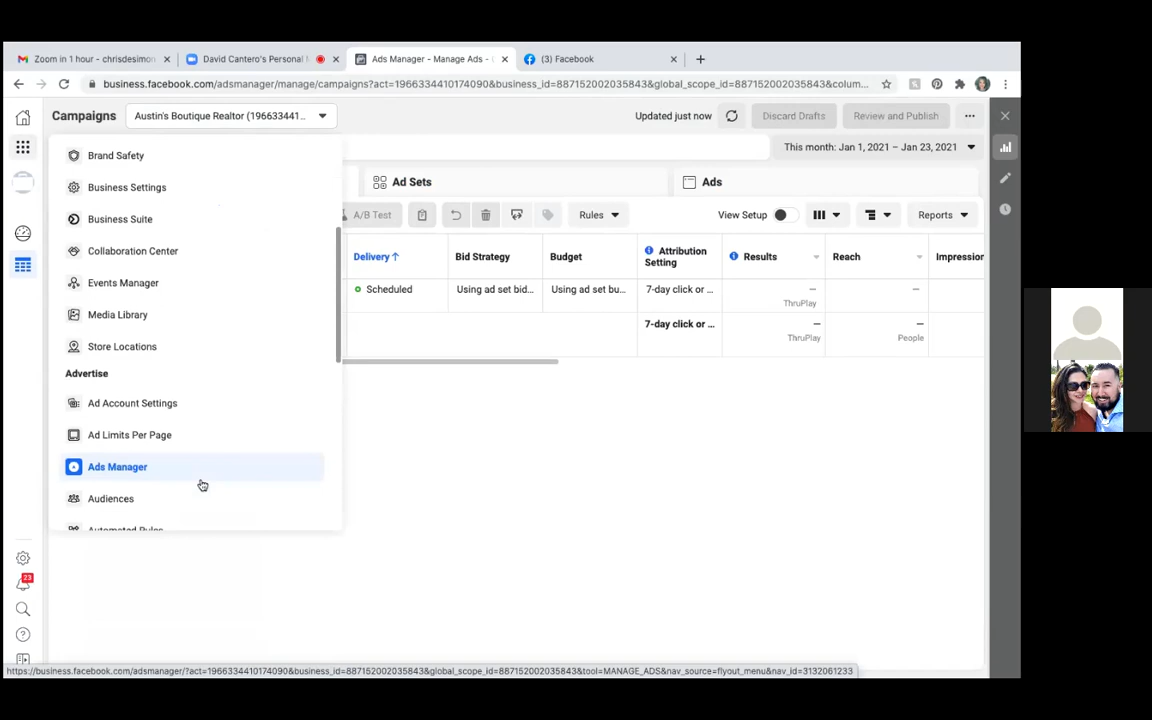 Zoom in 1 hour - chrisdesimon
David Cantero's Personal
Ads Manager - Manage Ads - (
(3) Facebook
business.facebook.com/adsmanager/manage/campaigns?act=1966334410174090&business_id=887152002035843&global_scope_id=887152002035843&colum...
Campaigns
Austin's Boutique Realtor (196633441...
Updated just now
Discard Drafts
Review and Publish
This month: Jan 1, 2021 – Jan 23, 2021
Brand Safety
Business Settings
Business Suite
Collaboration Center
Events Manager
Media Library
Store Locations
Advertise
Ad Account Settings
Ad Limits Per Page
Ads Manager
Audiences
Automated Rules
Ad Sets
Ads
A/B Test
Rules
View Setup
Reports
Delivery ↑
Bid Strategy
Budget
Attribution
Setting
Results
Reach
Impression
Scheduled
Using ad set bid...
Using ad set bu...
7-day click or ...
—
ThruPlay
—
7-day click or ...
—
ThruPlay
—
People
23
https://business.facebook.com/adsmanager/?act=1966334410174090&business_id=887152002035843&global_scope_id=887152002035843&tool=MANAGE_ADS&nav_source=flyout_menu&nav_id=3132061233